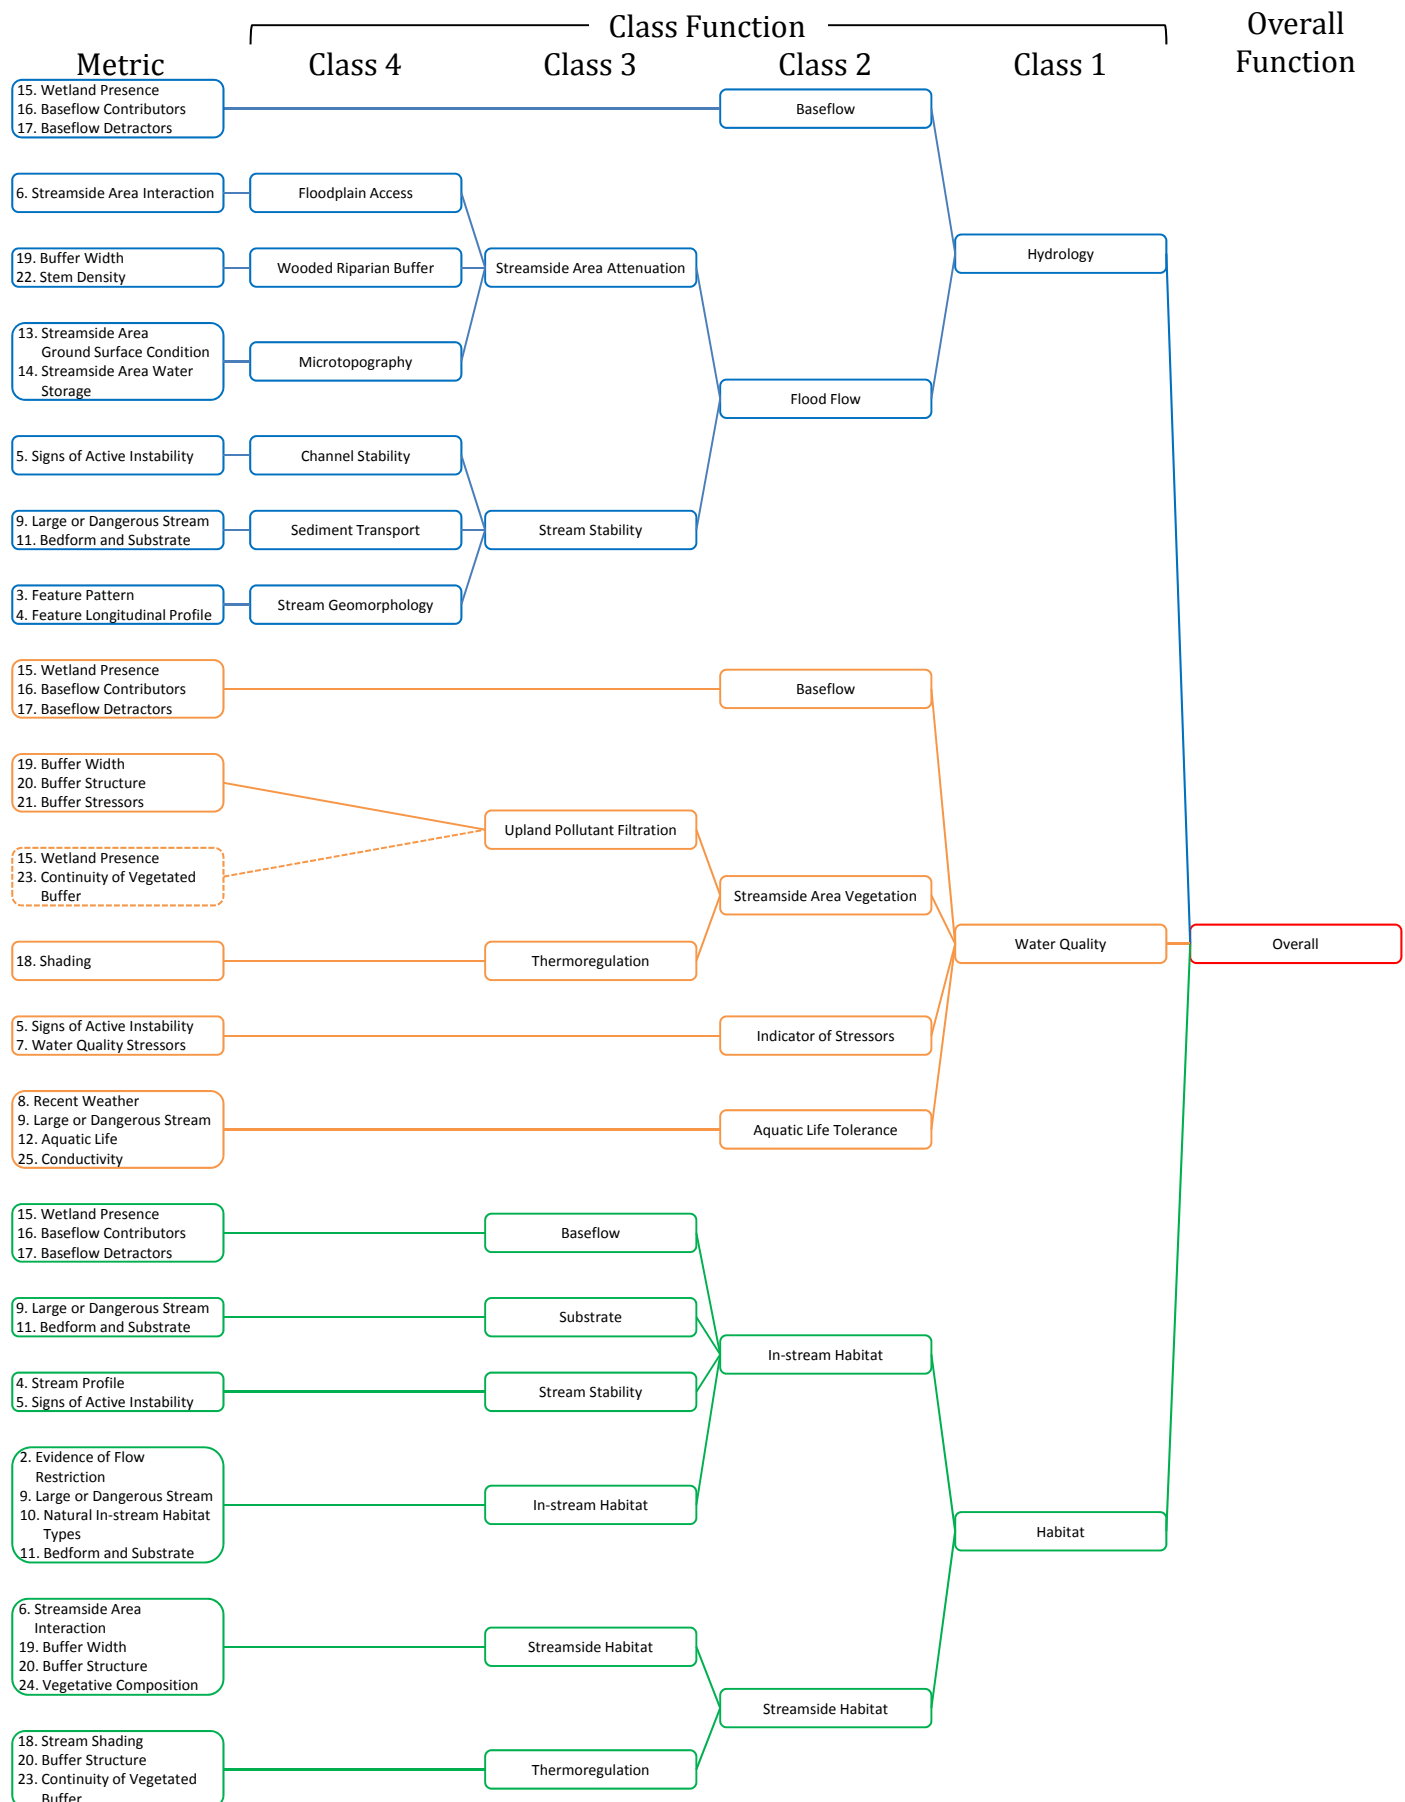 Class Function
Overall
Function
Metric
Class 4
Class 3
Class 2
Class 1
15. Wetland Presence
16. Baseflow Contributors
17. Baseflow Detractors
Baseflow
6. Streamside Area Interaction
Floodplain Access
19. Buffer Width
22. Stem Density
Wooded Riparian Buffer
Streamside Area Attenuation
Hydrology
13. Streamside Area
Ground Surface Condition
14. Streamside Area Water
Storage
Microtopography
Flood Flow
5. Signs of Active Instability
Channel Stability
9. Large or Dangerous Stream
11. Bedform and Substrate
Sediment Transport
Stream Stability
3. Feature Pattern
4. Feature Longitudinal Profile
Stream Geomorphology
15. Wetland Presence
16. Baseflow Contributors
17. Baseflow Detractors
Baseflow
19. Buffer Width
20. Buffer Structure
21. Buffer Stressors
Upland Pollutant Filtration
15. Wetland Presence
23. Continuity of Vegetated
Buffer
Streamside Area Vegetation
18. Shading
Thermoregulation
Water Quality
Overall
5. Signs of Active Instability
7. Water Quality Stressors
Indicator of Stressors
8. Recent Weather
9. Large or Dangerous Stream
12. Aquatic Life
25. Conductivity
Aquatic Life Tolerance
15. Wetland Presence
16. Baseflow Contributors
17. Baseflow Detractors
Baseflow
9. Large or Dangerous Stream
11. Bedform and Substrate
Substrate
In-stream Habitat
4. Stream Profile
5. Signs of Active Instability
Stream Stability
2. Evidence of Flow
Restriction
9. Large or Dangerous Stream
10. Natural In-stream Habitat
Types
11. Bedform and Substrate
In-stream Habitat
Habitat
6. Streamside Area
Interaction
19. Buffer Width
20. Buffer Structure
24. Vegetative Composition
Streamside Habitat
Streamside Habitat
18. Stream Shading
20. Buffer Structure
23. Continuity of Vegetated
Buffer
Thermoregulation